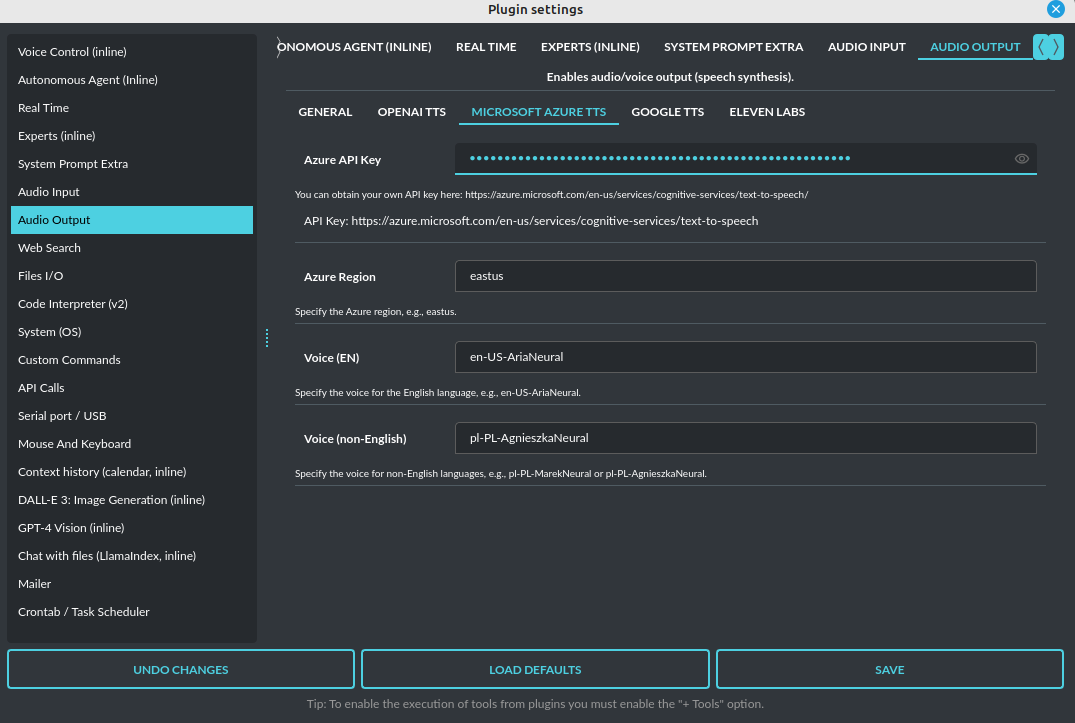 Plugin settings
Voice Control (inline)
Autonomous Agent (Inline)
Real Time
Experts (inline)
System Prompt Extra
Audio Input
Audio Output
Web Search
Files I/O
Code Interpreter (v2)
System (OS)
Custom Commands
API Calls
Serial port / USB
Mouse And Keyboard
Context history (calendar, inline)
DALL-E 3: Image Generation (inline)
GPT-4 Vision (inline)
Chat with files (LlamaIndex, inline)
Mailer
Crontab / Task Scheduler
ONOMOUS AGENT (INLINE) REAL TIME EXPERTS (INLINE) SYSTEM PROMPT EXTRA AUDIO INPUT AUDIO OUTPUT
Enables audio/voice output (speech synthesis).
GENERAL OPENAI TTS MICROSOFT AZURE TTS GOOGLE TTS ELEVEN LABS
Azure API Key
You can obtain your own API key here: https://azure.microsoft.com/en-us/services/cognitive-services/text-to-speech/
API Key: https://azure.microsoft.com/en-us/services/cognitive-services/text-to-speech
Azure Region eastus
Specify the Azure region, e.g., eastus.
Voice (EN) en-US-AriaNeural
Specify the voice for the English language, e.g., en-US-AriaNeural.
Voice (non-English) pl-PL-AgnieszkaNeural
Specify the voice for non-English languages, e.g., pl-PL-MarekNeural or pl-PL-AgnieszkaNeural.
UNDO CHANGES LOAD DEFAULTS SAVE
Tip: To enable the execution of tools from plugins you must enable the "+ Tools" option.